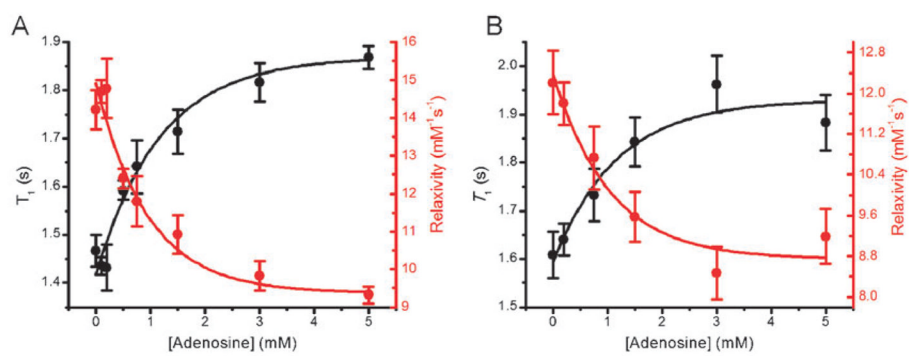 A
B
1.9
1.8
1.7
1.6
1.5
1.4
T1 (s)
16
15
14
13
12
11
10
9
Relaxivity (mM-1s-1)
0 1 2 3 4 5
[Adenosine] (mM)
2.0
1.9
1.8
1.7
1.6
1.5
T1 (s)
12.8
12.0
11.2
10.4
9.6
8.8
8.0
Relaxivity (mM-1s-1)
0 1 2 3 4 5
[Adenosine] (mM)